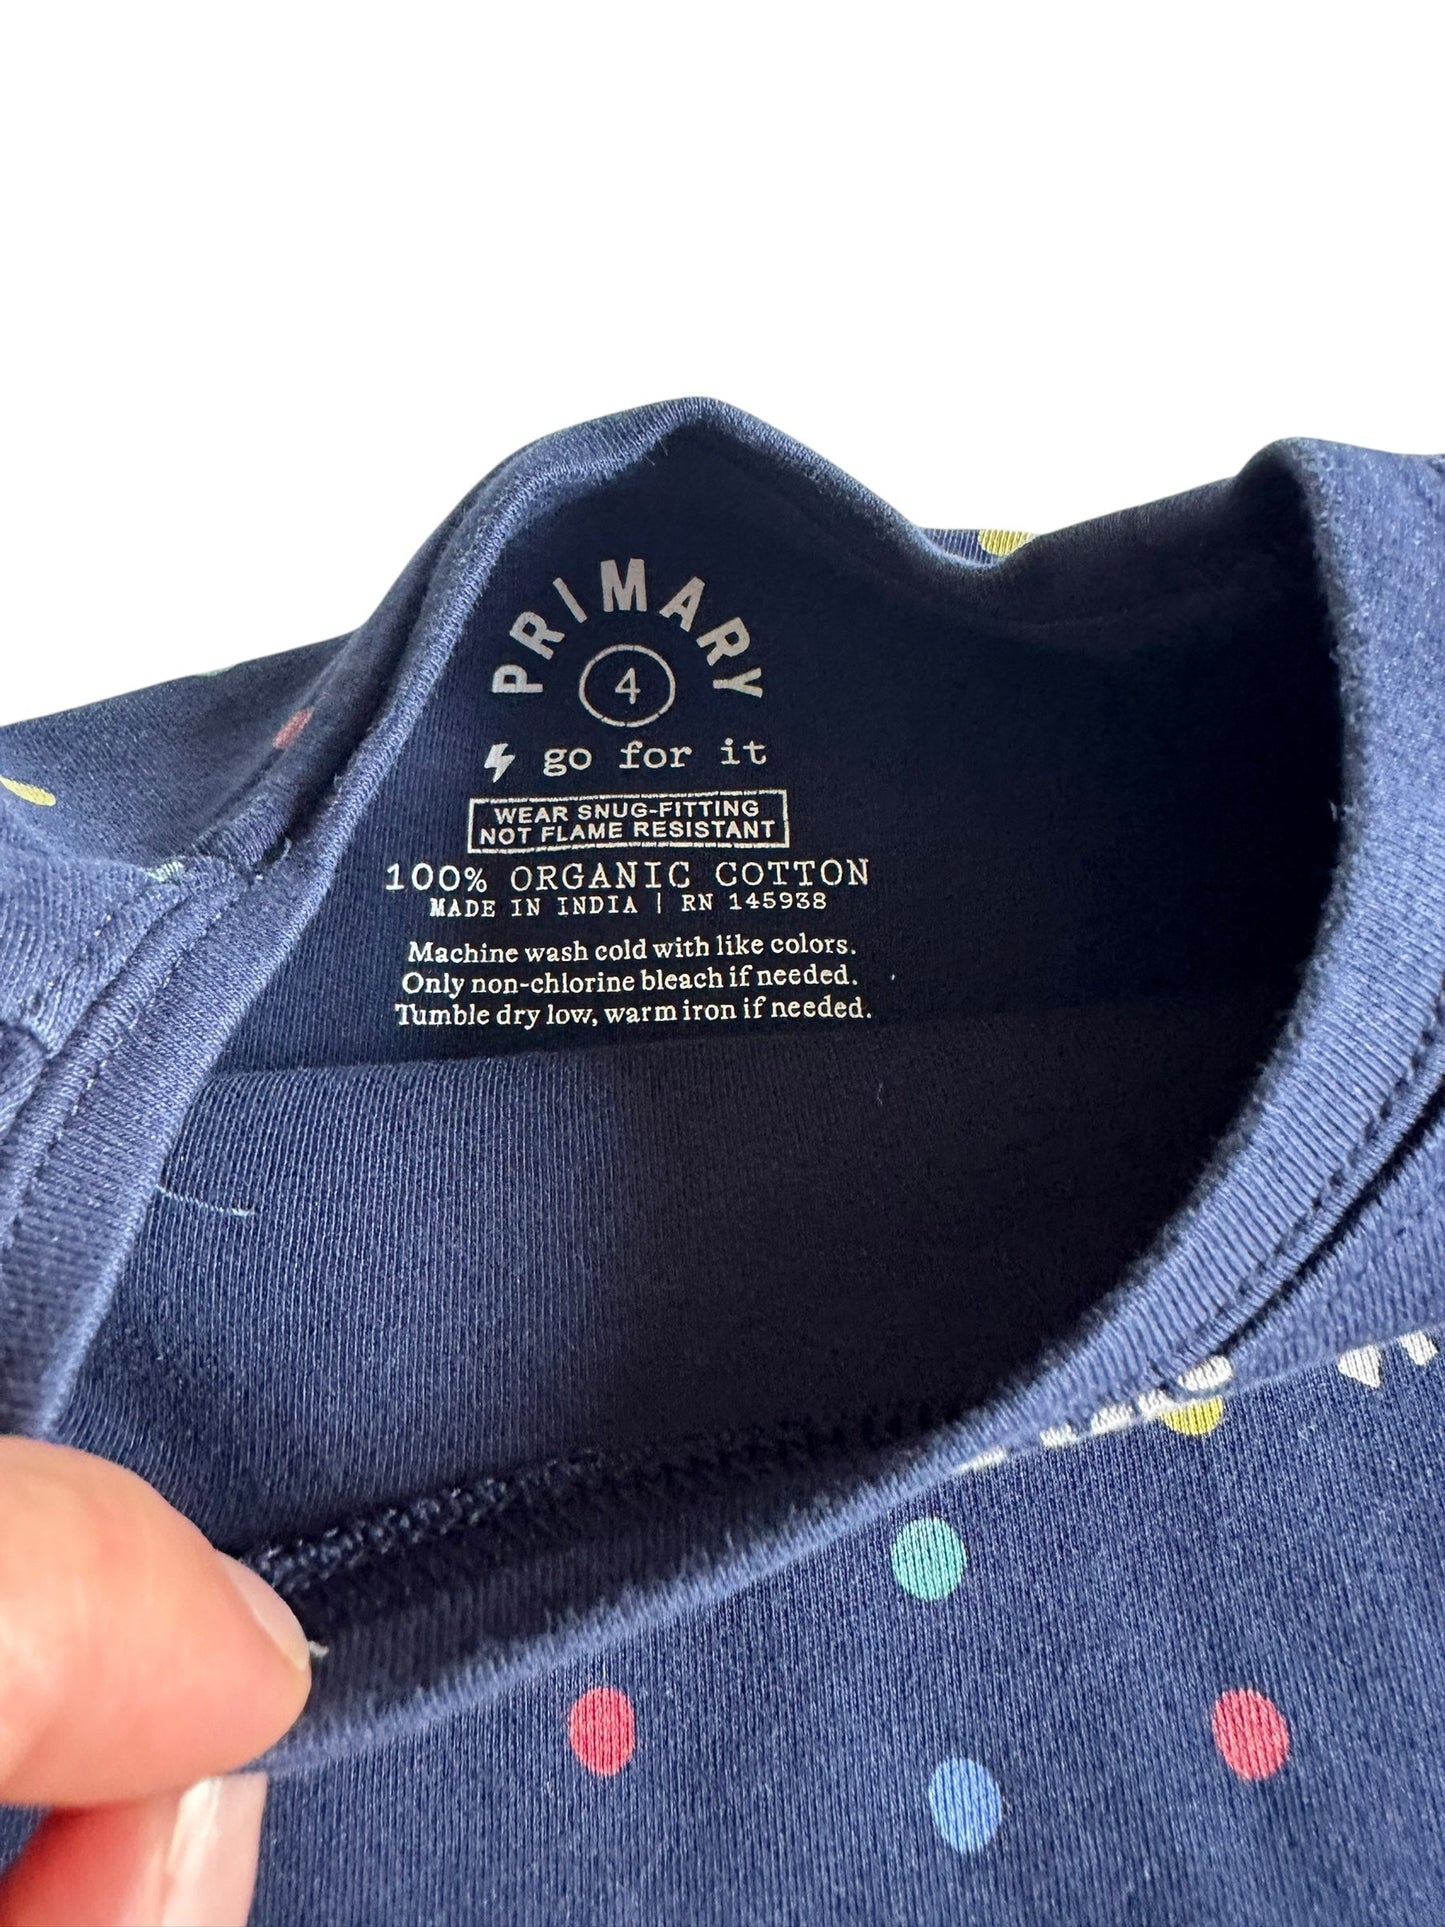 PRIMARY
4
go for it
WEAR SNUG-FITTING
NOT FLAME RESISTANT
100% ORGANIC COTTON
MADE IN INDIA | RN 145938
Machine wash cold with like colors.
Only non-chlorine bleach if needed.
Tumble dry low, warm iron if needed.